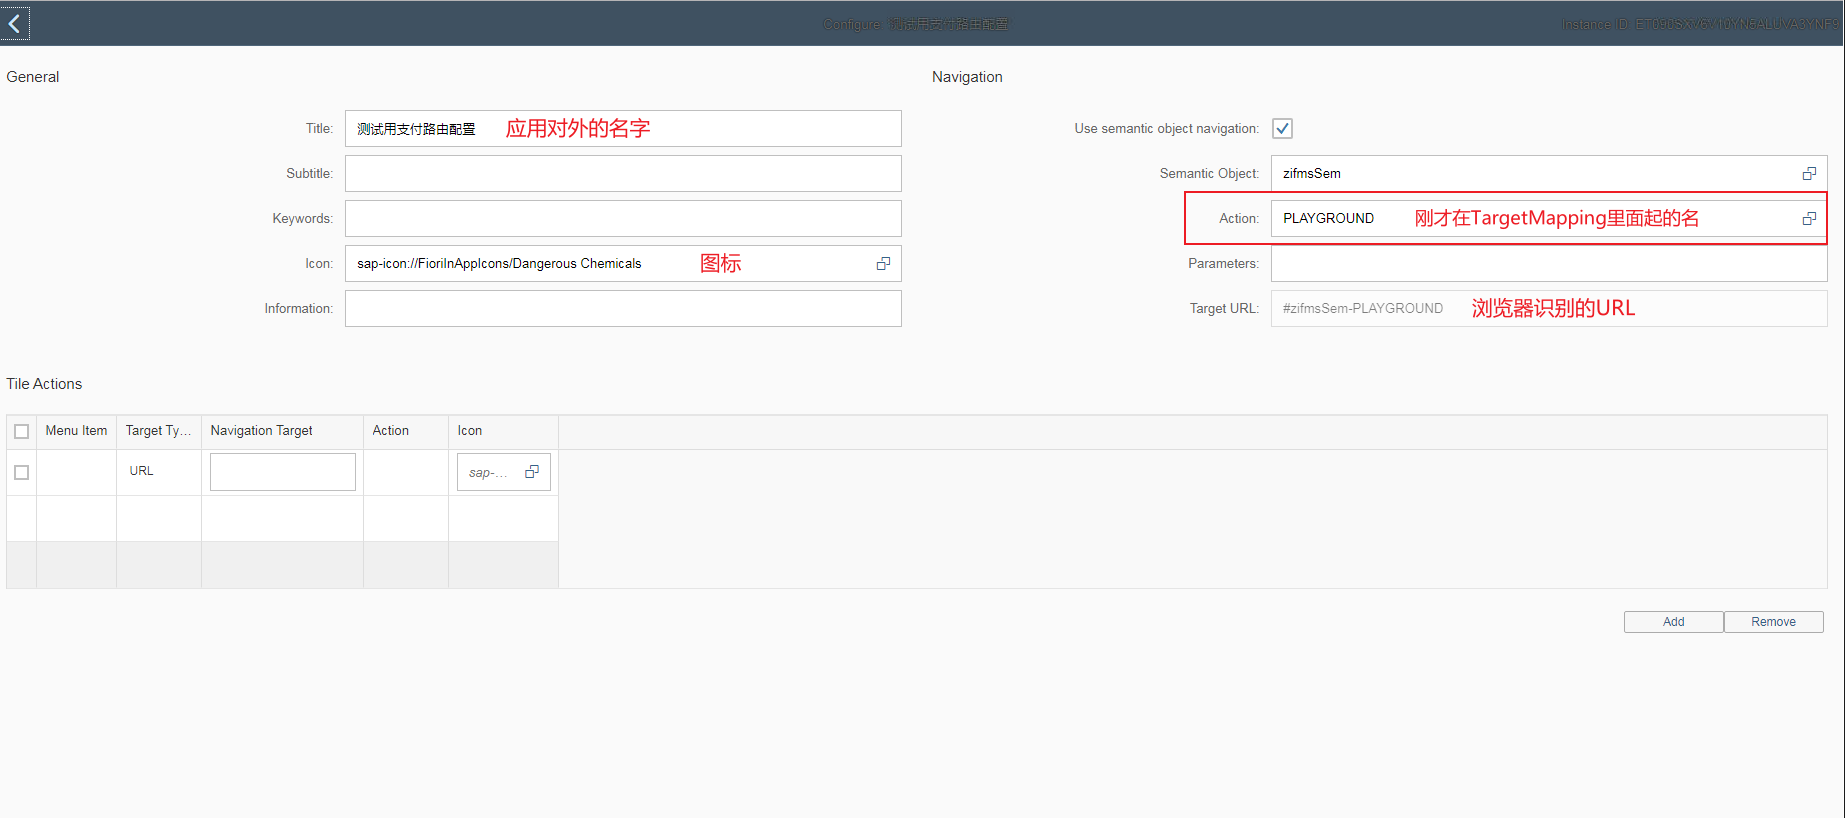 Configure: '测试用支付路由配置'
General
Title: 测试用支付路由配置 应用对外的名字
Subtitle:
Keywords:
Icon: sap-icon://FioriInAppIcons/Dangerous Chemicals 图标
Information:
Navigation
Use semantic object navigation:
Semantic Object: zifmsSem
Action: PLAYGROUND 刚才在TargetMapping里面起的名
Parameters:
Target URL: #zifmsSem-PLAYGROUND 浏览器识别的URL
Tile Actions
Menu Item Target Ty... Navigation Target Action Icon
URL sap-...
Add Remove